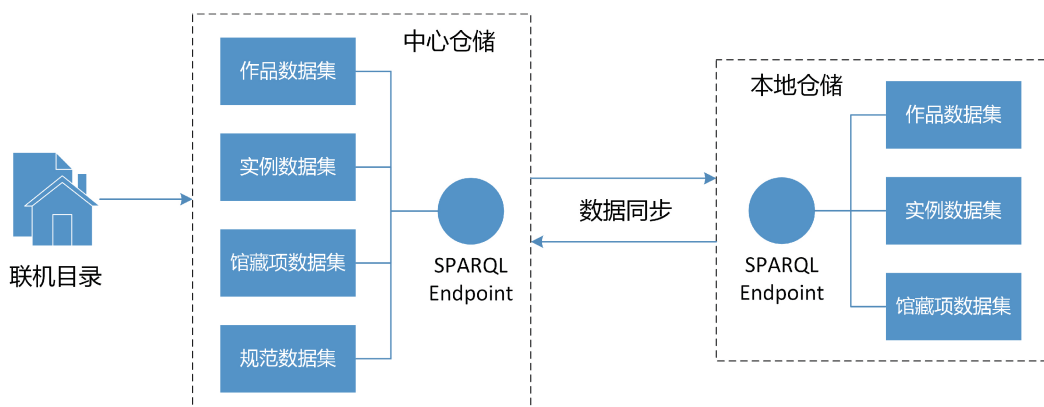 联机目录
中心仓储
作品数据集
实例数据集
馆藏项数据集
规范数据集
SPARQL
Endpoint
数据同步
本地仓储
SPARQL
Endpoint
作品数据集
实例数据集
馆藏项数据集